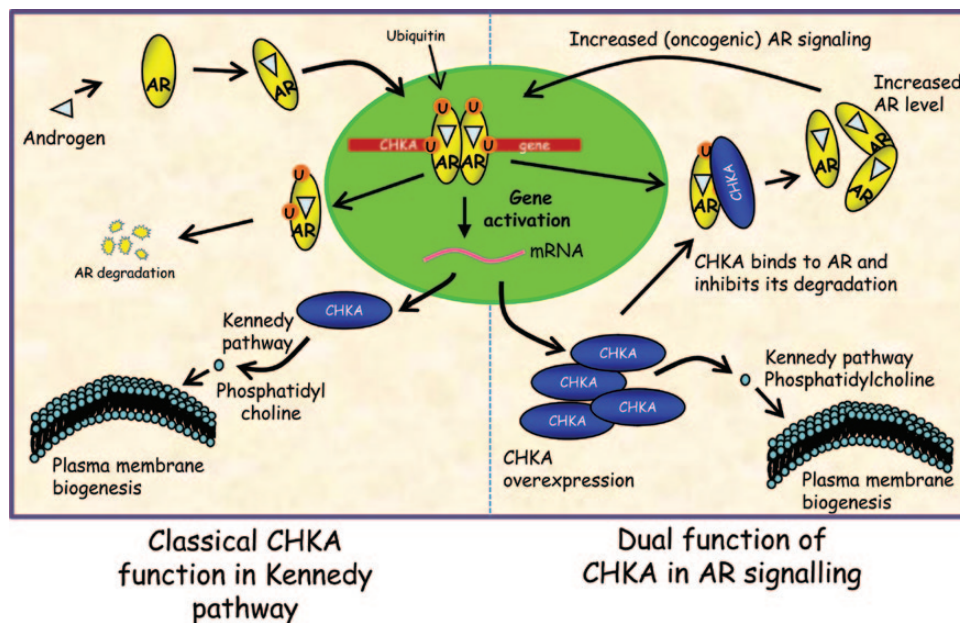 Ubiquitin
Increased (oncogenic) AR signaling
AR
AR
Androgen
Increased
AR level
U
U
CHKA
U
AR
AR
U
gene
U
AR
CHKA
AR
AR
AR
U
U
AR
Gene
activation
mRNA
AR degradation
CHKA binds to AR and
inhibits its degradation
CHKA
Kennedy
pathway
Phosphatidyl
choline
Plasma membrane
biogenesis
CHKA
CHKA
CHKA
CHKA
CHKA
overexpression
Kennedy pathway
Phosphatidylcholine
Plasma membrane
biogenesis
Classical CHKA
function in Kennedy
pathway
Dual function of
CHKA in AR signalling